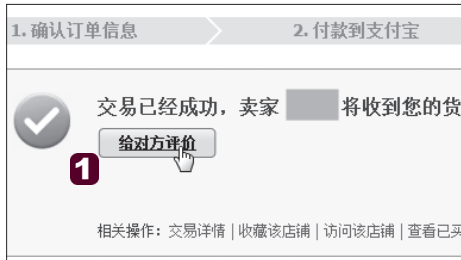 1. 确认订单信息 2. 付款到支付宝
交易已经成功，卖家 将收到您的货
给对方评价
1
相关操作：交易详情 | 收藏该店铺 | 访问该店铺 | 查看已买